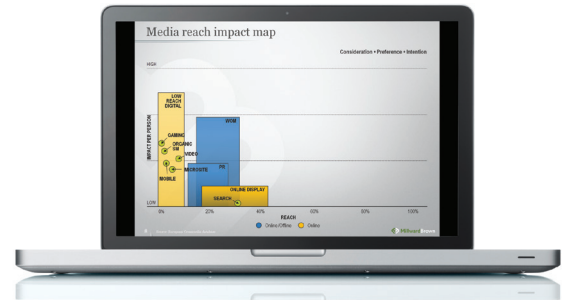 Media reach impact map
Consideration • Preference • Intention
HIGH
IMPACT PER PERSON
LOW
REACH
DIGITAL
WOM
GAMING
ORGANIC
SM
VIDEO
MICROSITE
PR
MOBILE
ONLINE DISPLAY
SEARCH
LOW
0%
20%
40%
60%
80%
100%
REACH
Online/Offline
Online
Millward Brown